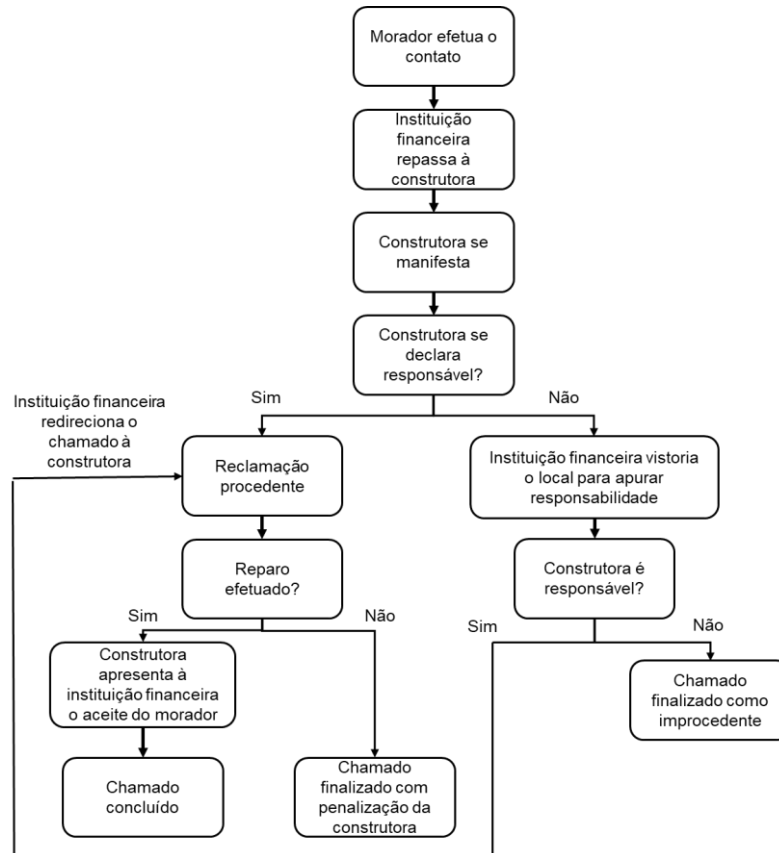 Morador efetua o
contato
Instituição
financeira
repassa à
construtora
Construtora se
manifesta
Construtora se
declara
responsável?
Sim
Não
Instituição financeira
redireciona o
chamado à
construtora
Reclamação
procedente
Instituição financeira vistoria
o local para apurar
responsabilidade
Reparo
efetuado?
Construtora é
responsável?
Sim
Não
Sim
Não
Construtora
apresenta à
instituição financeira
o aceite do morador
Chamado
finalizado como
improcedente
Chamado
concluído
Chamado
finalizado com
penalização da
construtora